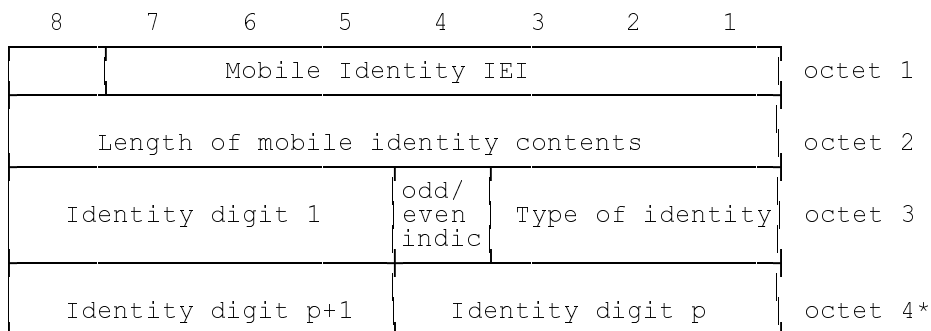 8 7 6 5 4 3 2 1
Mobile Identity IEI octet 1
Length of mobile identity contents octet 2
odd/
Identity digit 1 even Type of identity octet 3
indic
Identity digit p+1 Identity digit p octet 4*